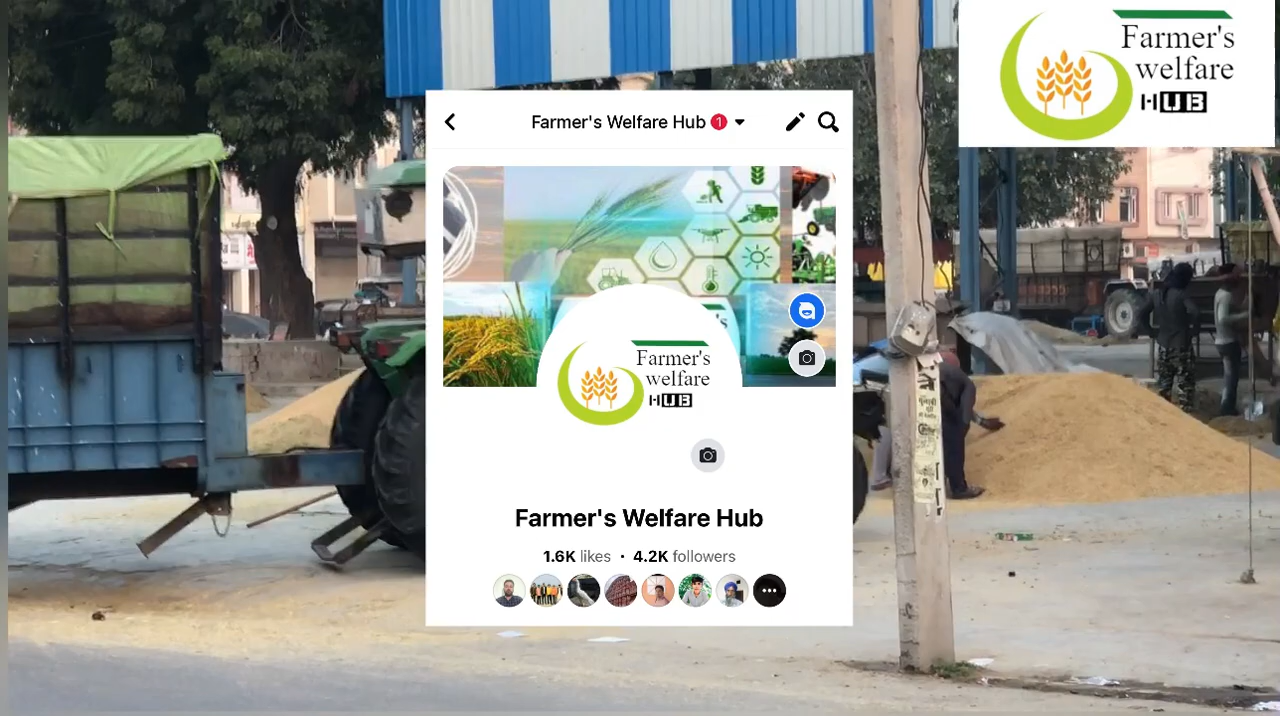 Farmer's
welfare
HUB
Farmer's Welfare Hub 1
Farmer's
welfare
HUB
Farmer's Welfare Hub
1.6K likes · 4.2K followers